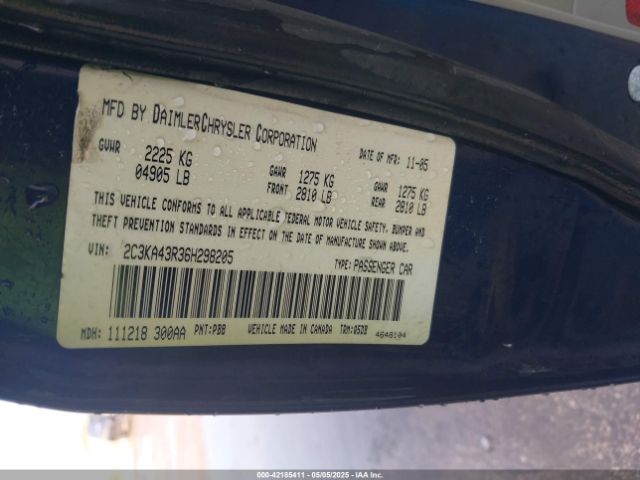 MFD BY DAIMLERCHRYSLER CORPORATION
DATE OF MFR: 11-05
GVWR 2225 KG 04905 LB
GAWR FRONT 1275 KG 2810 LB
GAWR REAR 1275 KG 2810 LB
THIS VEHICLE CONFORMS TO ALL APPLICABLE FEDERAL MOTOR VEHICLE SAFETY, BUMPER AND
THEFT PREVENTION STANDARDS IN EFFECT ON THE DATE OF MANUFACTURE SHOWN ABOVE.
VIN: 2C3KA43R36H298205 TYPE: PASSENGER CAR
MDH: 111218 300AA PNT: PBB VEHICLE MADE IN CANADA TRM: Q5DB 4648104
000-42185411 - 05/05/2025 - IAA Inc.